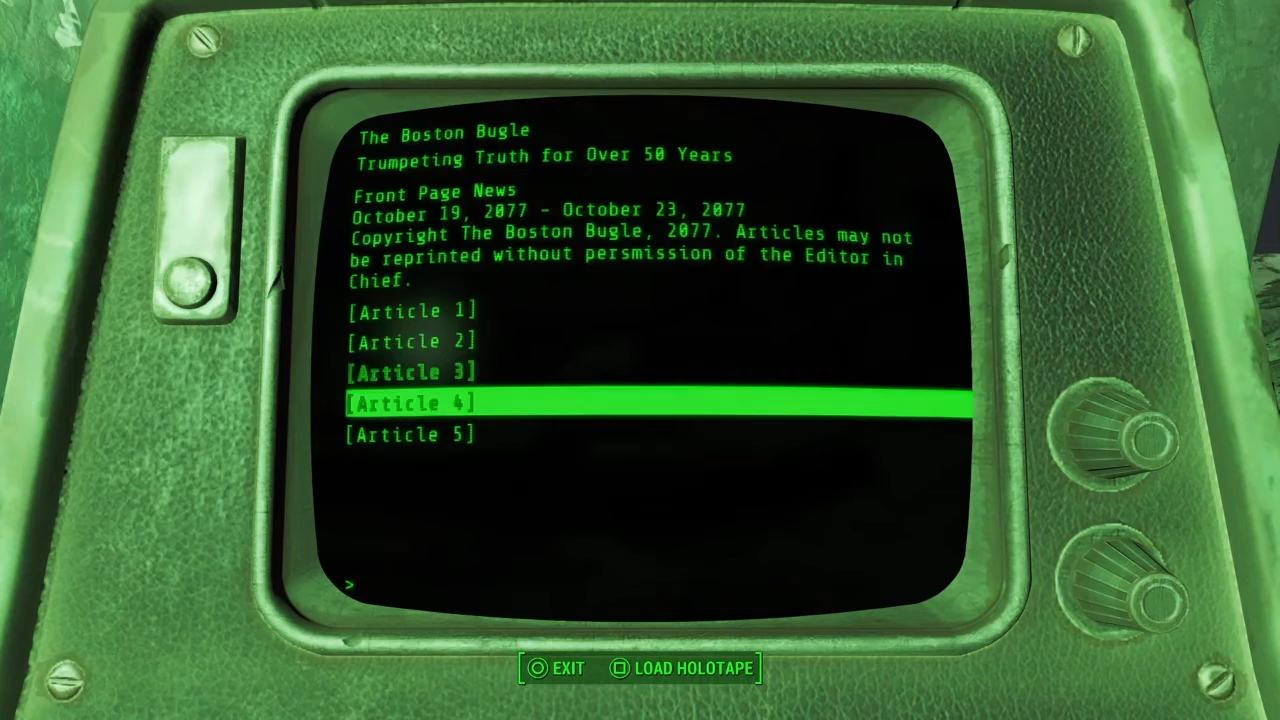 The Boston Bugle
Trumpeting Truth for Over 50 Years
Front Page News
October 19, 2077 - October 23, 2077
Copyright The Boston Bugle, 2077. Articles may not
be reprinted without persmission of the Editor in
Chief.
[Article 1]
[Article 2]
[Article 3]
[Article 4]
[Article 5]
>
EXIT LOAD HOLOTAPE